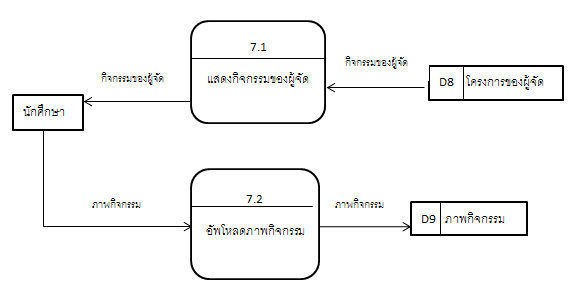 7.1
แสดงกิจกรรมของผู้จัด
กิจกรรมของผู้จัด
กิจกรรมของผู้จัด
D8 โครงการของผู้จัด
นักศึกษา
7.2
อัพโหลดภาพกิจกรรม
ภาพกิจกรรม
ภาพกิจกรรม
D9 ภาพกิจกรรม